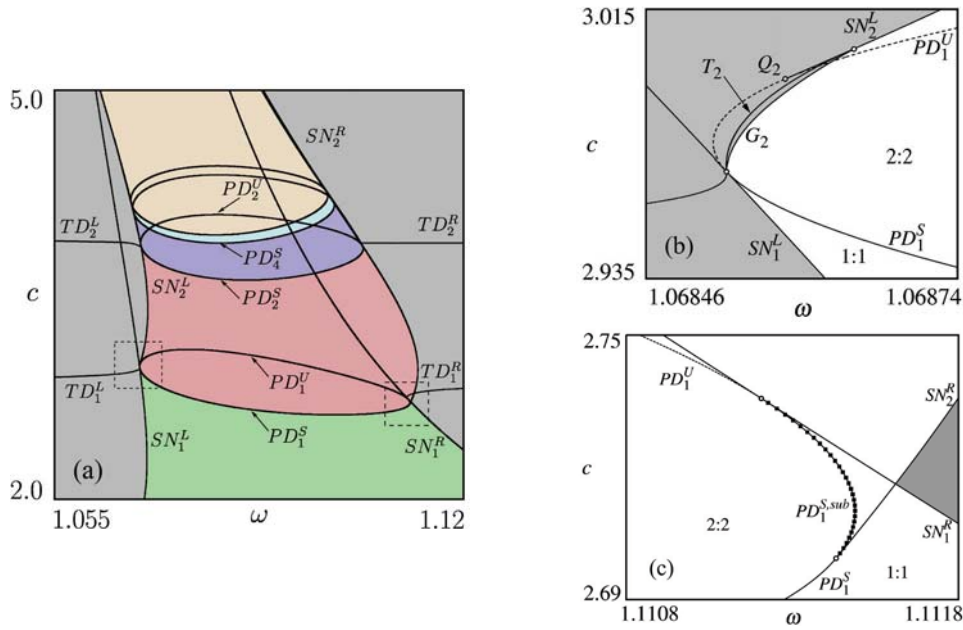 5.0
c
2.0
1.055
ω
1.12
(a)
SN_2^R
PD_2^U
TD_2^L
TD_2^R
PD_4^S
SN_2^L
PD_2^S
TD_1^L
PD_1^U
TD_1^R
SN_1^L
PD_1^S
SN_1^R
3.015
c
2.935
1.06846
ω
1.06874
(b)
SN_2^L
PD_1^U
Q_2
T_2
G_2
2:2
SN_1^L
PD_1^S
1:1
2.75
c
2.69
1.1108
ω
1.1118
(c)
PD_1^U
SN_2^R
PD_1^{S,sub}
2:2
SN_1^R
PD_1^S
1:1